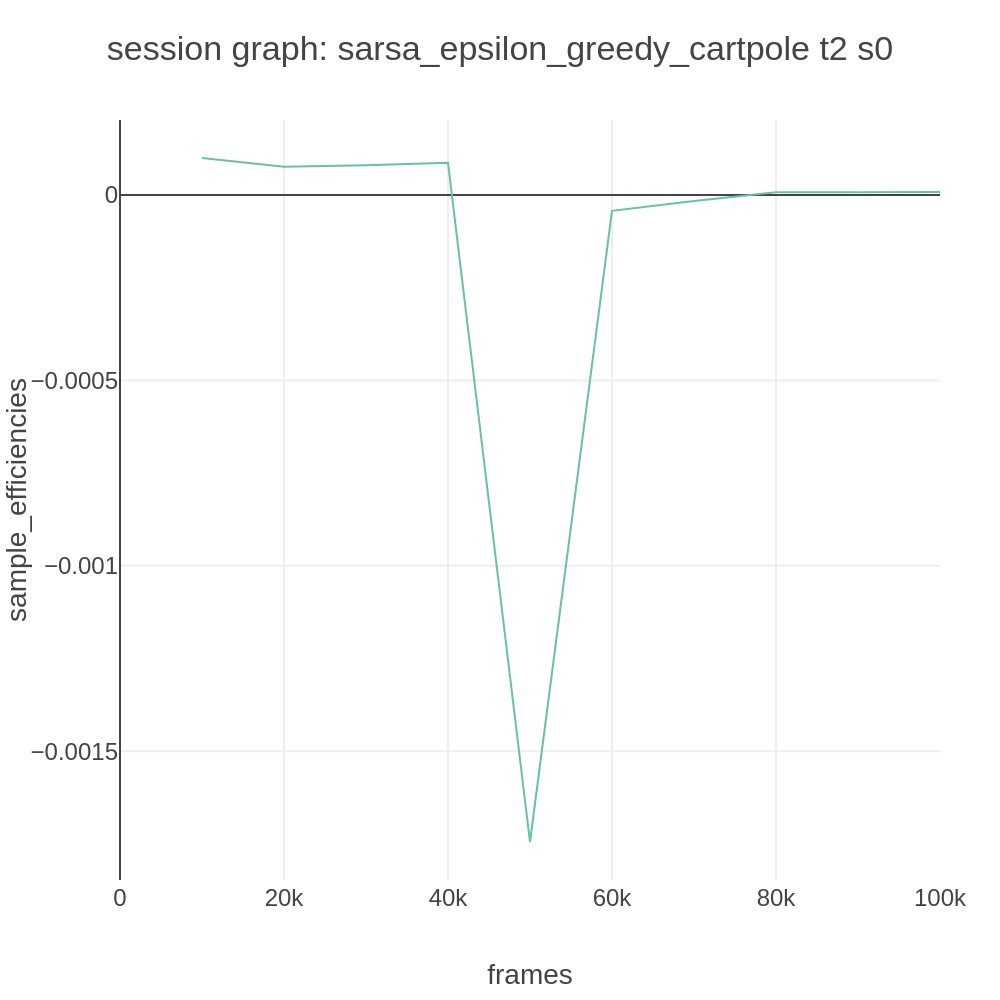 session graph: sarsa_epsilon_greedy_cartpole t2 s0
sample_efficiencies
0
−0.0005
−0.001
−0.0015
0
20k
40k
60k
80k
100k
frames